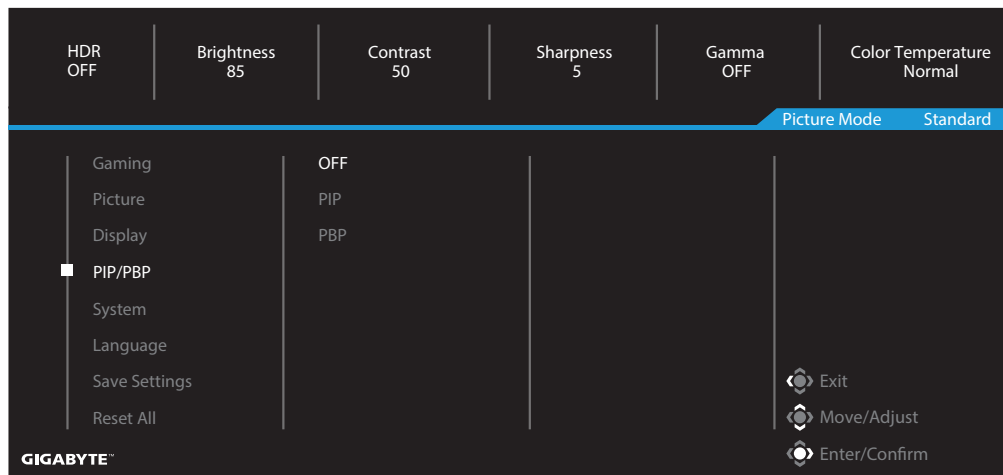 HDR
OFF
Brightness
85
Contrast
50
Sharpness
5
Gamma
OFF
Color Temperature
Normal
Picture Mode Standard
Gaming
Picture
Display
PIP/PBP
System
Language
Save Settings
Reset All
OFF
PIP
PBP
Exit
Move/Adjust
Enter/Confirm
GIGABYTE™